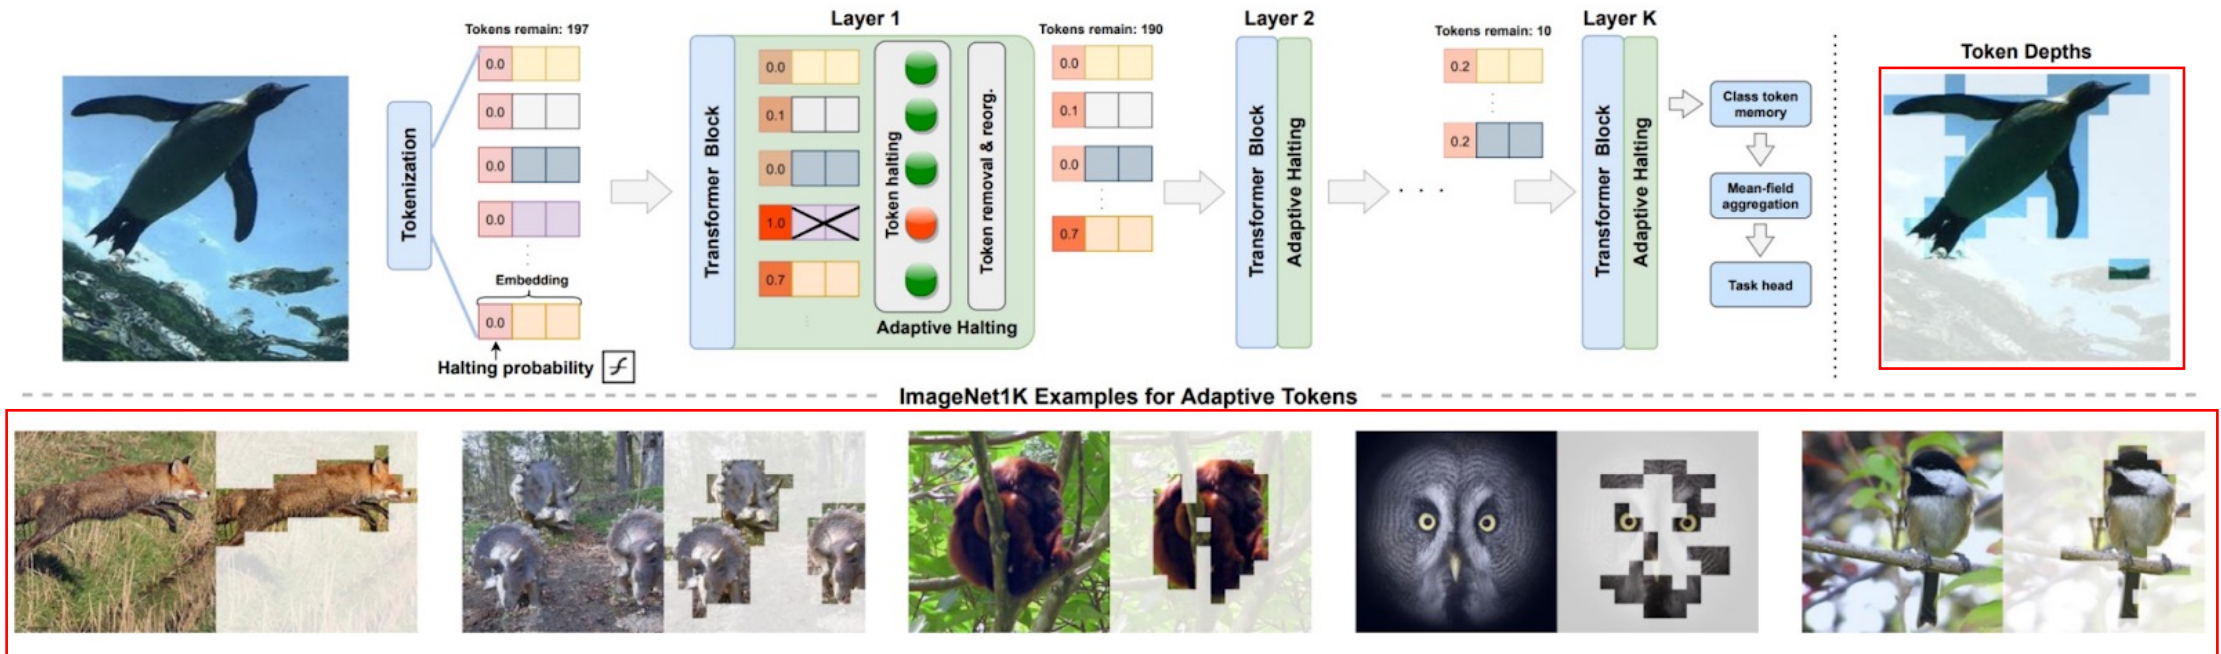 Layer 1
Layer 2
Layer K
Tokens remain: 197
Tokens remain: 190
Tokens remain: 10
Token Depths
Tokenization
0.0
0.0
0.0
0.0
Embedding
0.0
Halting probability
Transformer Block
0.0
0.1
0.0
1.0
0.7
Token halting
Token removal & reorg.
Adaptive Halting
0.0
0.1
0.0
0.7
Transformer Block
Adaptive Halting
0.2
0.2
Transformer Block
Adaptive Halting
Class token
memory
Mean-field
aggregation
Task head
ImageNet1K Examples for Adaptive Tokens